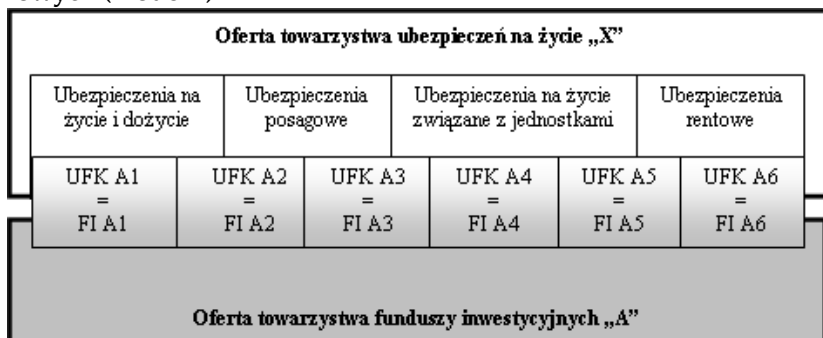 Oferta towarzystwa ubezpieczeń na życie „X”
Ubezpieczenia na
życie i dożycie
Ubezpieczenia
posagowe
Ubezpieczenia na życie
związane z jednostkami
Ubezpieczenia
rentowe
UFK A1
=
FI A1
UFK A2
=
FI A2
UFK A3
=
FI A3
UFK A4
=
FI A4
UFK A5
=
FI A5
UFK A6
=
FI A6
Oferta towarzystwa funduszy inwestycyjnych „A”